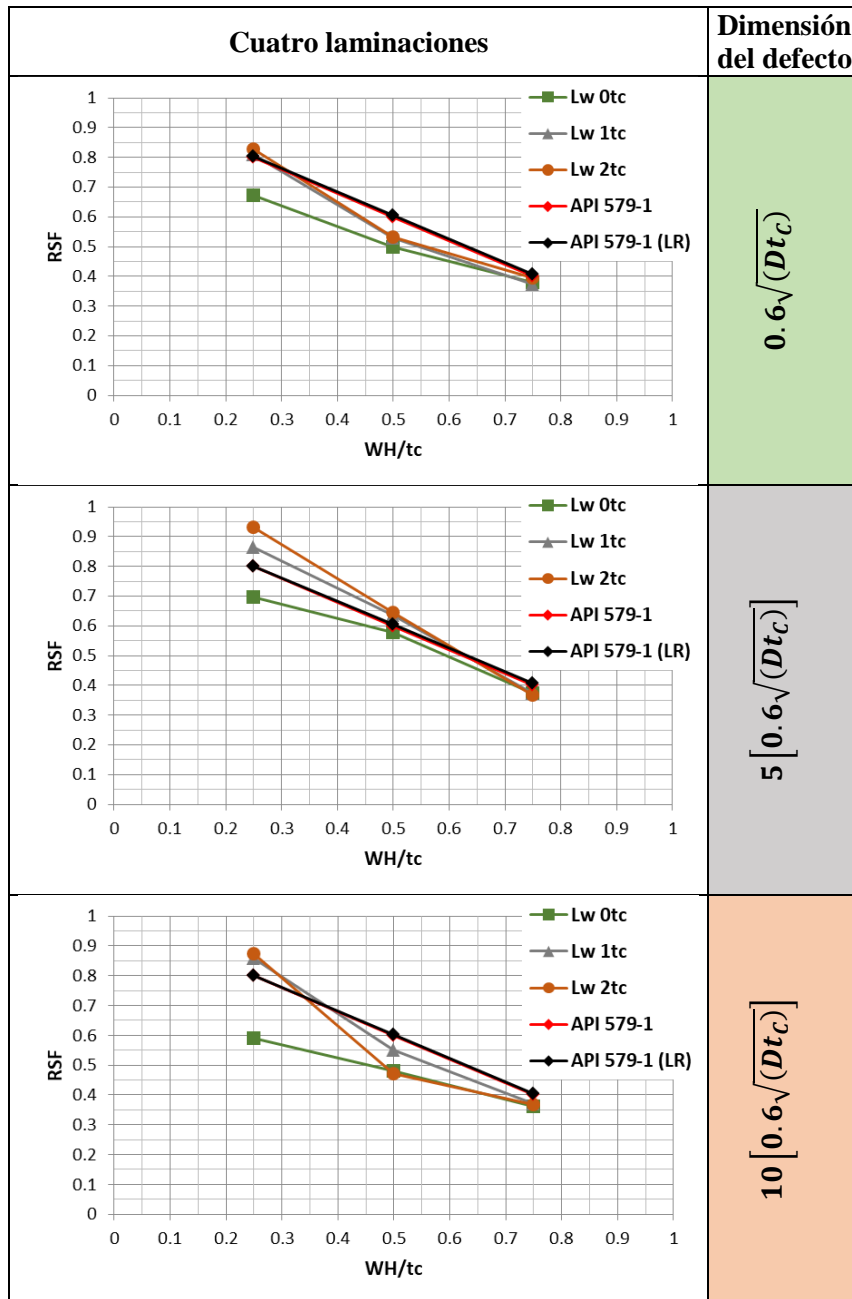 Cuatro laminaciones
Dimensión
del defecto
1
0.9
0.8
0.7
0.6
0.5
0.4
0.3
0.2
0.1
0
RSF
0 0.1 0.2 0.3 0.4 0.5 0.6 0.7 0.8 0.9 1
WH/tc
Lw 0tc
Lw 1tc
Lw 2tc
API 579-1
API 579-1 (LR)
0.6√(Dt_C)
1
0.9
0.8
0.7
0.6
0.5
0.4
0.3
0.2
0.1
0
RSF
0 0.1 0.2 0.3 0.4 0.5 0.6 0.7 0.8 0.9 1
WH/tc
Lw 0tc
Lw 1tc
Lw 2tc
API 579-1
API 579-1 (LR)
5[0.6√(Dt_C)]
1
0.9
0.8
0.7
0.6
0.5
0.4
0.3
0.2
0.1
0
RSF
0 0.1 0.2 0.3 0.4 0.5 0.6 0.7 0.8 0.9 1
WH/tc
Lw 0tc
Lw 1tc
Lw 2tc
API 579-1
API 579-1 (LR)
10[0.6√(Dt_C)]